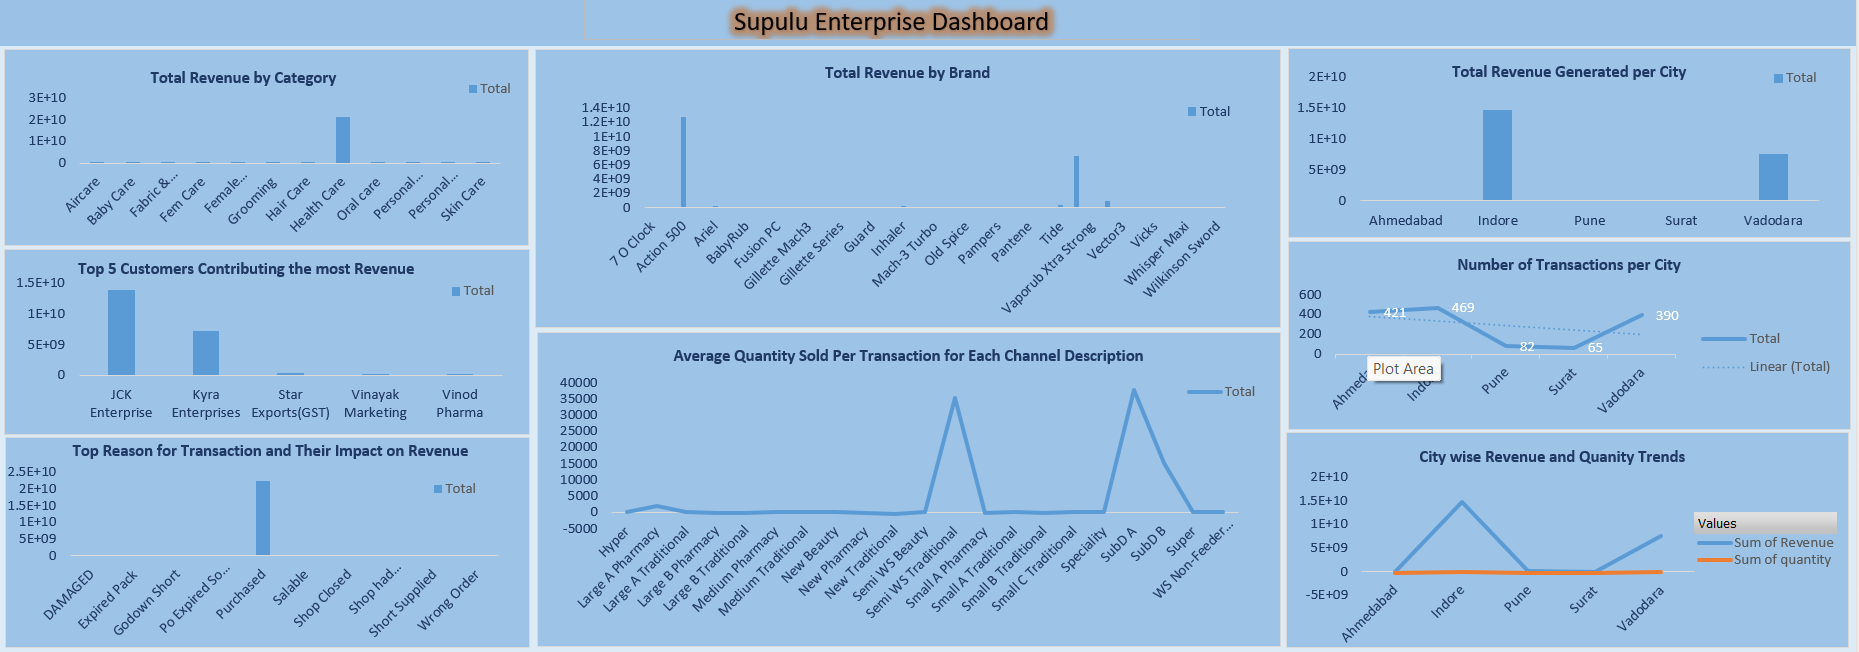 Supulu Enterprise Dashboard
Total Revenue by Category
Total
3E+10
2E+10
1E+10
0
Aircare
Baby Care
Fabric &...
Fem Care
Female...
Grooming
Hair Care
Health Care
Oral care
Personal...
Personal...
Skin Care
Top 5 Customers Contributing the most Revenue
Total
1.5E+10
1E+10
5E+09
0
JCK
Enterprise
Kyra
Enterprises
Star
Exports(GST)
Vinayak
Marketing
Vinod
Pharma
Top Reason for Transaction and Their Impact on Revenue
Total
2.5E+10
2E+10
1.5E+10
1E+10
5E+09
0
DAMAGED
Expired Pack
Godown Short
Po Expired So...
Purchased
Salable
Shop Closed
Shop had...
Short Supplied
Wrong Order
Total Revenue by Brand
Total
1.4E+10
1.2E+10
1E+10
8E+09
6E+09
4E+09
2E+09
0
7 O Clock
Action 500
Ariel
BabyRub
Fusion PC
Gillette Mach3
Gillette Series
Guard
Inhaler
Mach-3 Turbo
Old Spice
Pampers
Pantene
Tide
Vaporub Xtra Strong
Vector3
Vicks
Whisper Maxi
Wilkinson Sword
Average Quantity Sold Per Transaction for Each Channel Description
Total
40000
35000
30000
25000
20000
15000
10000
5000
0
-5000
Hyper
Large A Pharmacy
Large A Traditional
Large B Pharmacy
Large B Traditional
Medium Pharmacy
Medium Traditional
New Beauty
New Pharmacy
New Traditional
Semi WS Beauty
Semi WS Traditional
Small A Pharmacy
Small A Traditional
Small B Traditional
Small C Traditional
Speciality
SubD A
SubD B
Super
WS Non-Feeder...
Total Revenue Generated per City
Total
2E+10
1.5E+10
1E+10
5E+09
0
Ahmedabad
Indore
Pune
Surat
Vadodara
Number of Transactions per City
600
400
200
0
421
469
82
65
390
Total
Linear (Total)
Plot Area
Pune
Surat
Vadodara
City wise Revenue and Quanity Trends
2E+10
1.5E+10
1E+10
5E+09
0
-5E+09
Values
Sum of Revenue
Sum of quantity
Ahmedabad
Indore
Pune
Surat
Vadodara